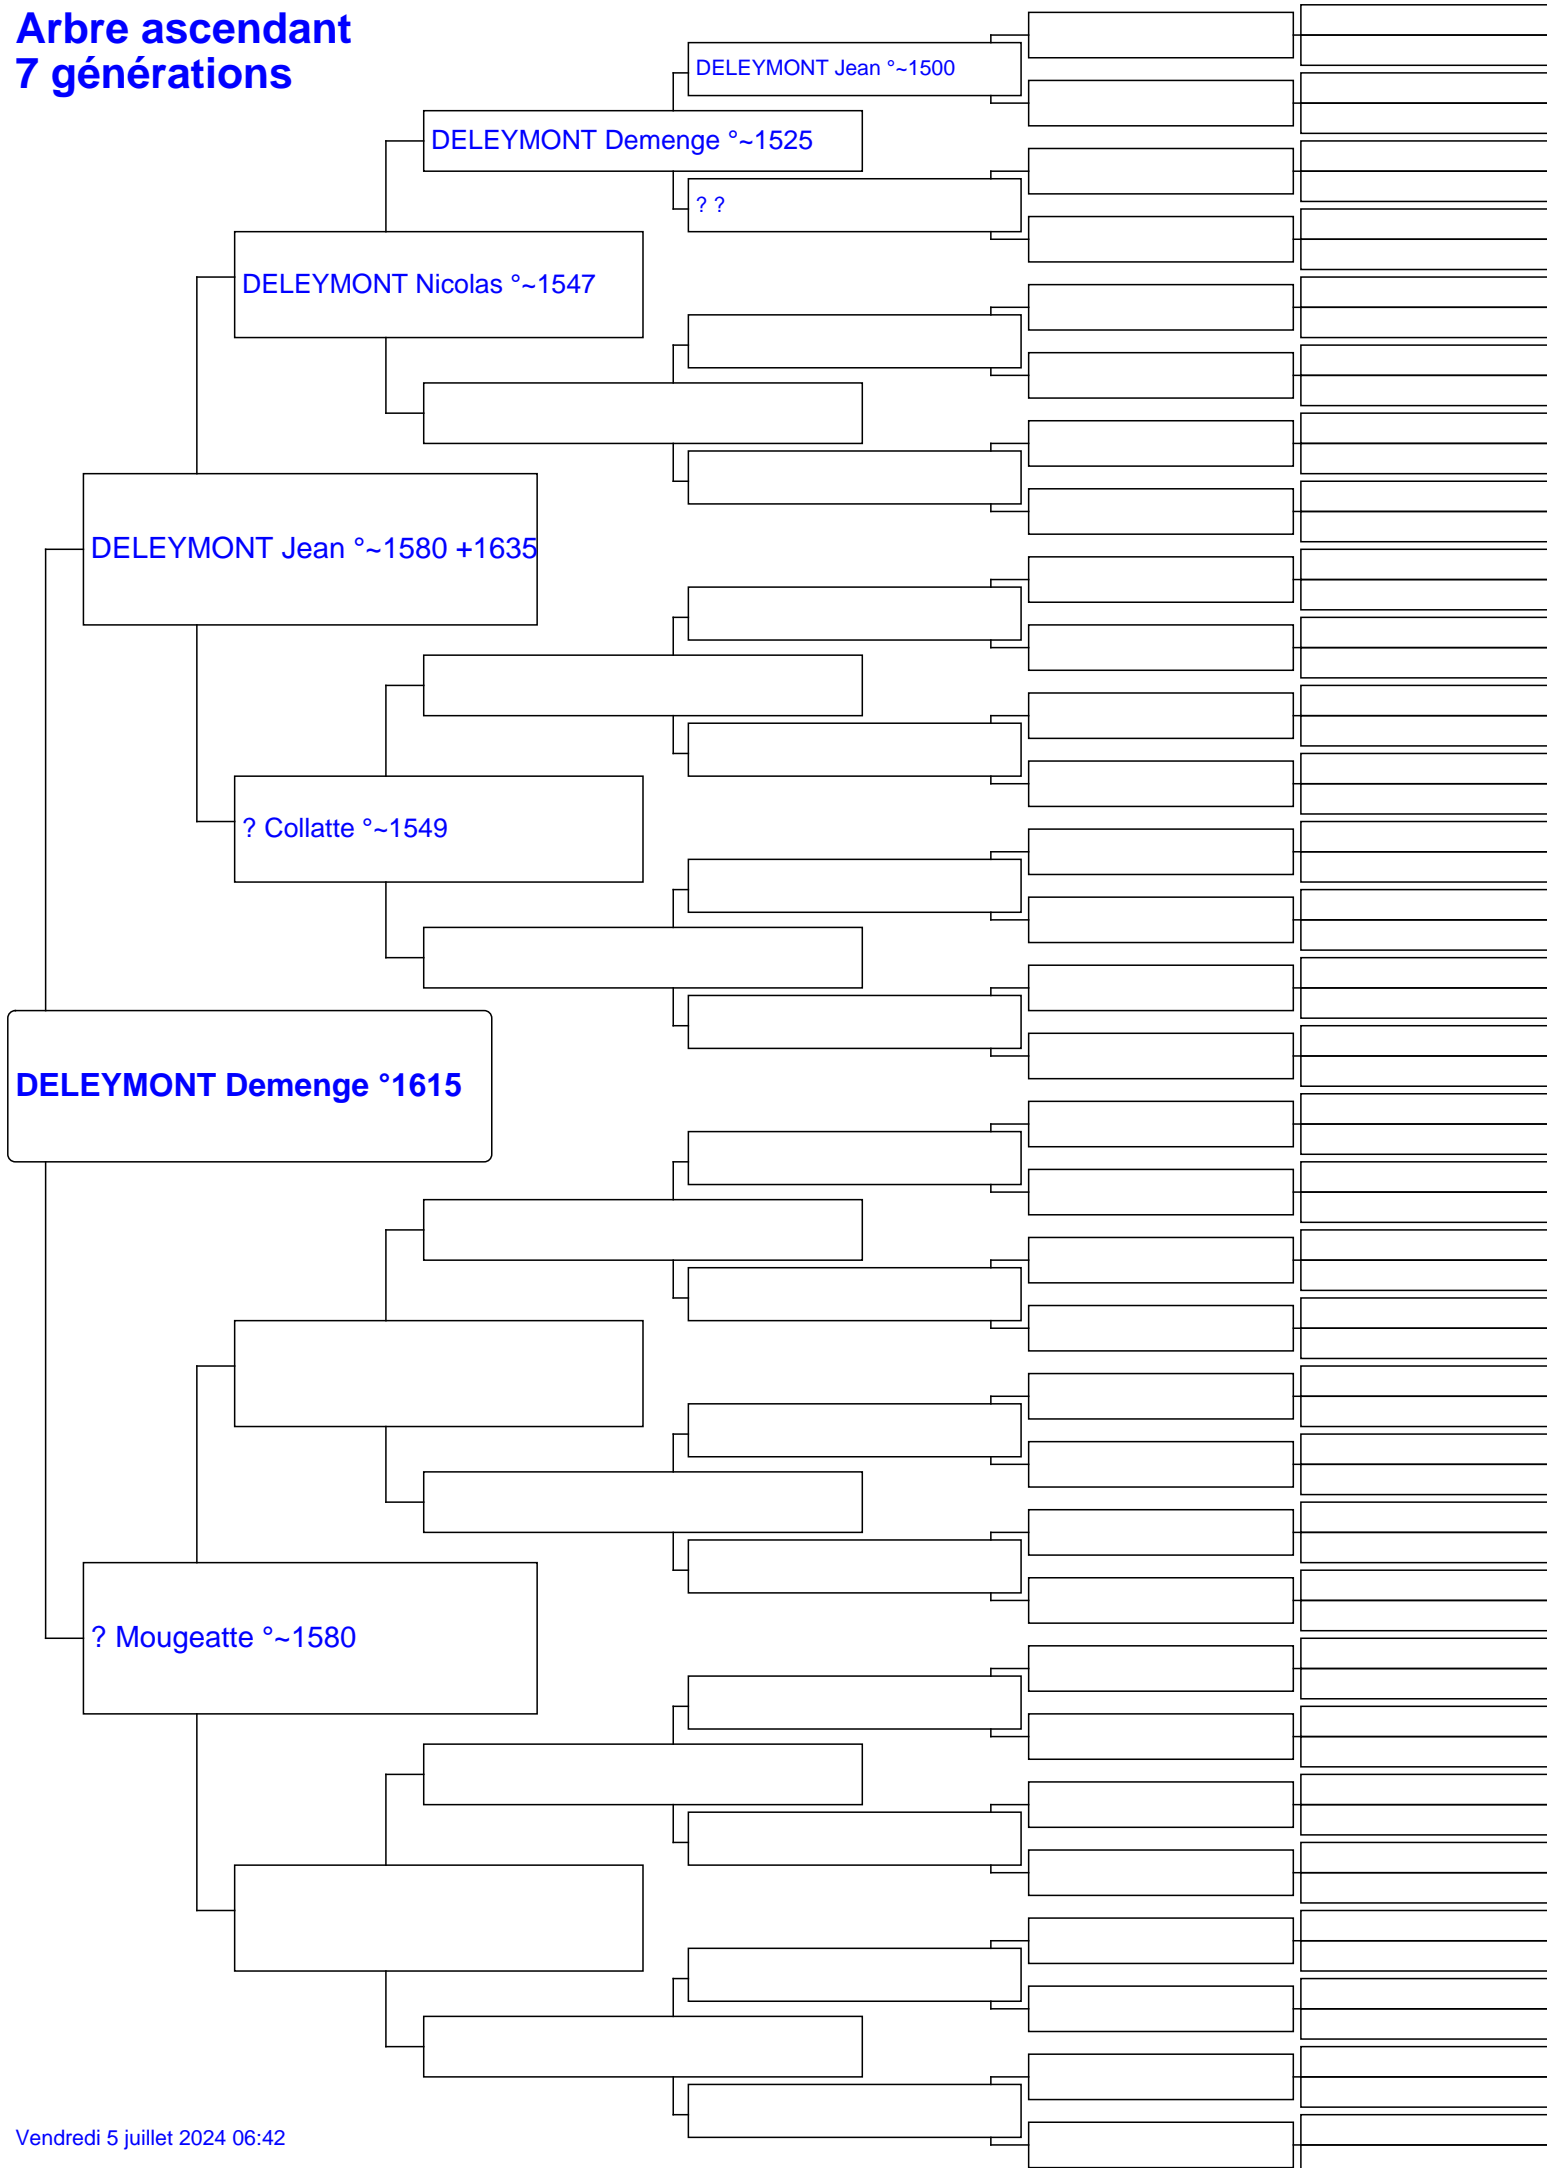 Arbre ascendant
7 générations
DELEYMONT Jean °~1500
DELEYMONT Demenge °~1525
? ?
DELEYMONT Nicolas °~1547
DELEYMONT Jean °~1580 +1635
? Collatte °~1549
DELEYMONT Demenge °1615
? Mougeatte °~1580
Vendredi 5 juillet 2024 06:42